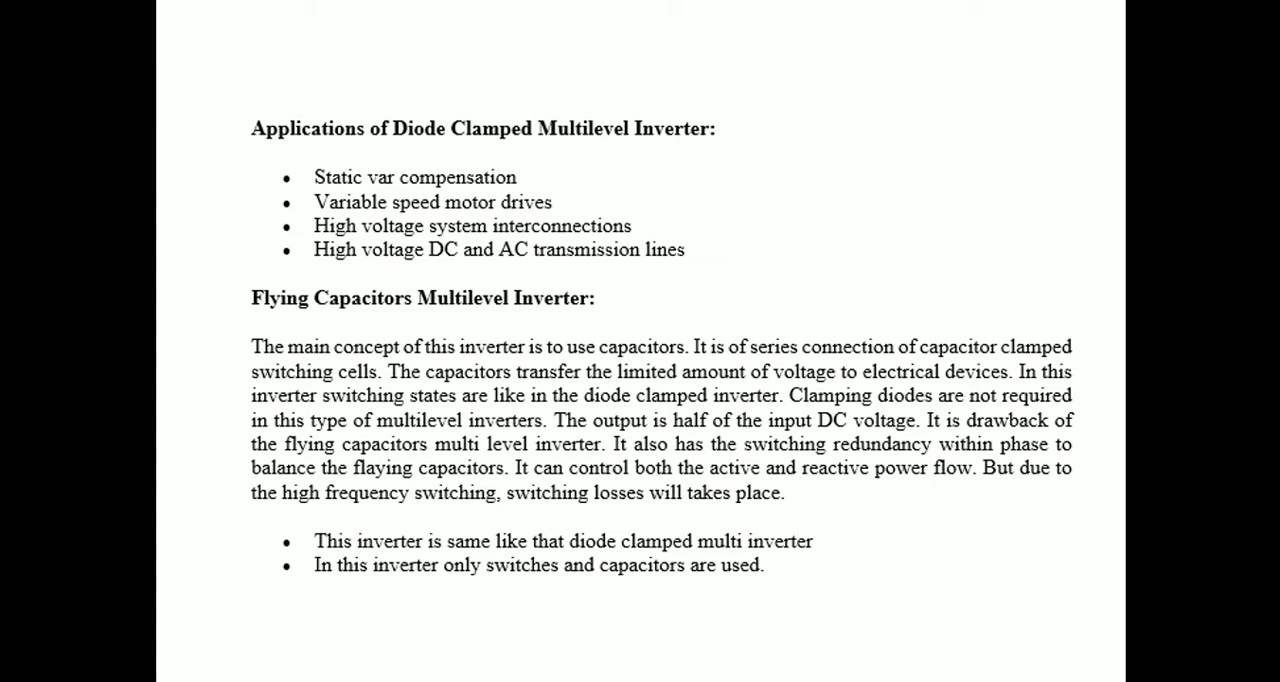 Applications of Diode Clamped Multilevel Inverter:
• Static var compensation
• Variable speed motor drives
• High voltage system interconnections
• High voltage DC and AC transmission lines
Flying Capacitors Multilevel Inverter:
The main concept of this inverter is to use capacitors. It is of series connection of capacitor clamped
switching cells. The capacitors transfer the limited amount of voltage to electrical devices. In this
inverter switching states are like in the diode clamped inverter. Clamping diodes are not required
in this type of multilevel inverters. The output is half of the input DC voltage. It is drawback of
the flying capacitors multi level inverter. It also has the switching redundancy within phase to
balance the flaying capacitors. It can control both the active and reactive power flow. But due to
the high frequency switching, switching losses will takes place.
• This inverter is same like that diode clamped multi inverter
• In this inverter only switches and capacitors are used.